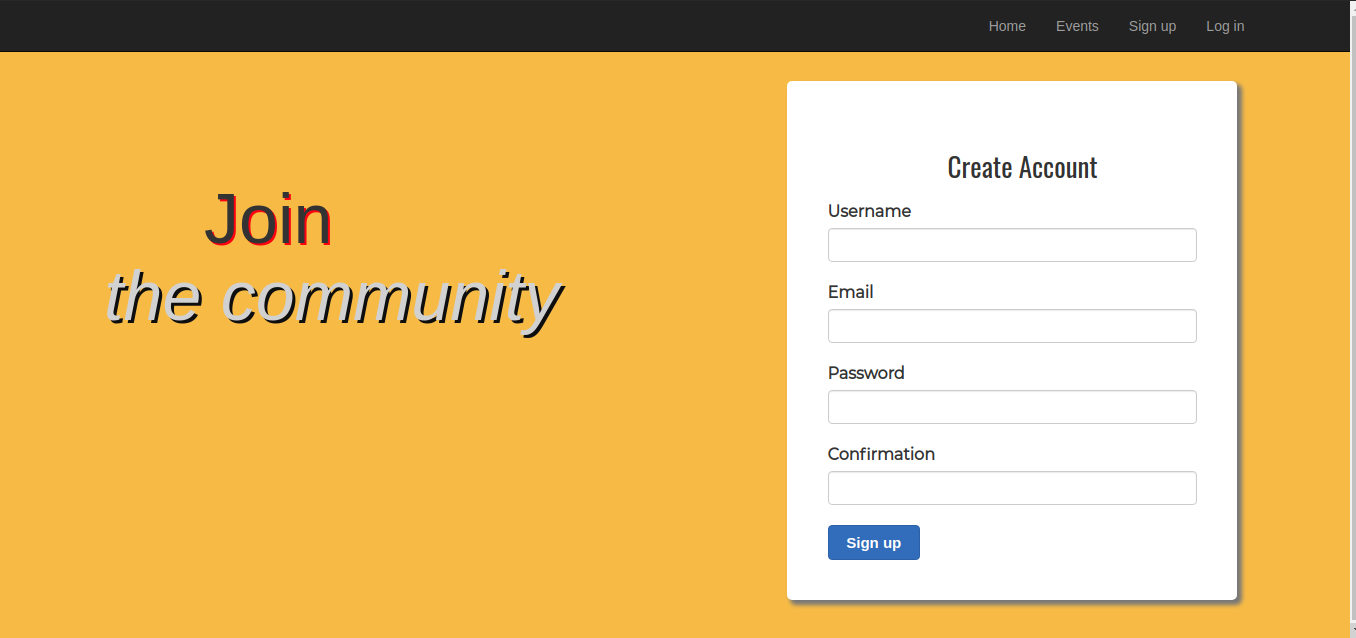 Home Events Sign up Log in
Join
the community
Create Account
Username
Email
Password
Confirmation
Sign up